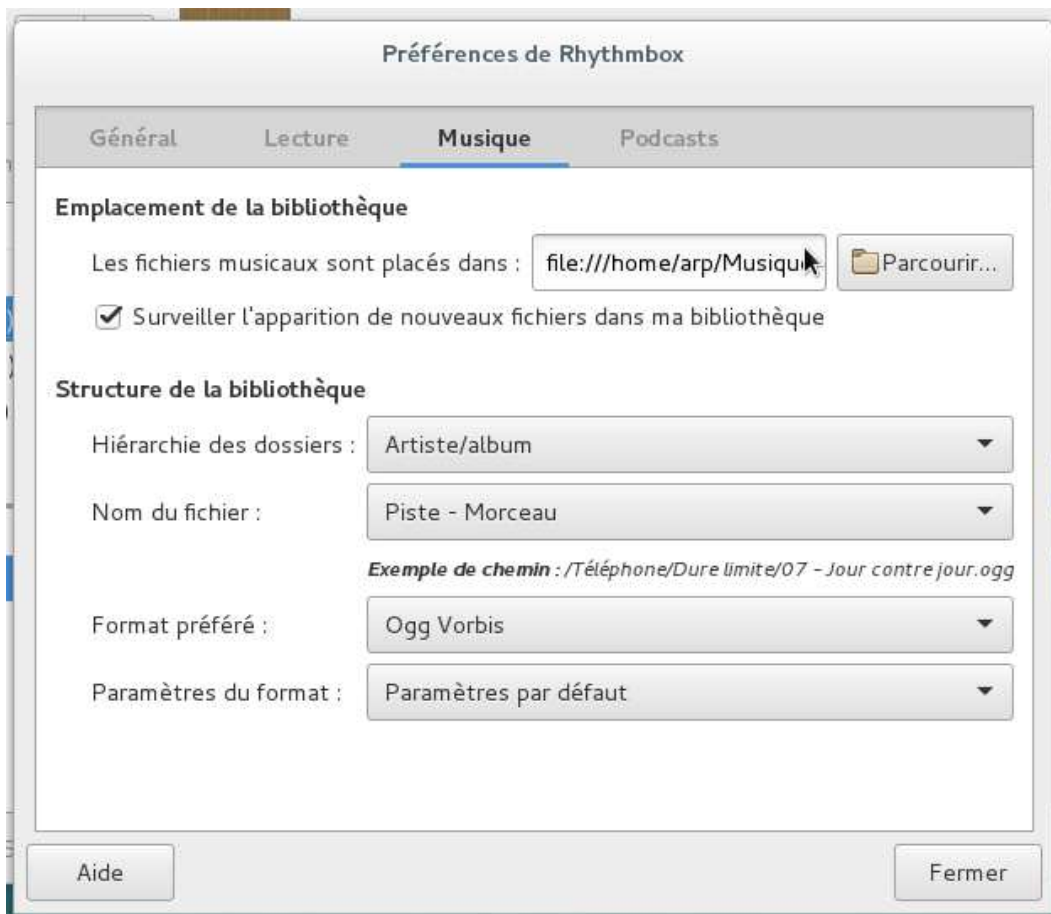 Préférences de Rhythmbox
Général Lecture Musique Podcasts
Emplacement de la bibliothèque
Les fichiers musicaux sont placés dans : file:///home/arp/Musique Parcourir...
Surveiller l'apparition de nouveaux fichiers dans ma bibliothèque
Structure de la bibliothèque
Hiérarchie des dossiers : Artiste/album
Nom du fichier : Piste - Morceau
Exemple de chemin : /Téléphone/Dure limite/07 - Jour contre jour.ogg
Format préféré : Ogg Vorbis
Paramètres du format : Paramètres par défaut
Aide Fermer